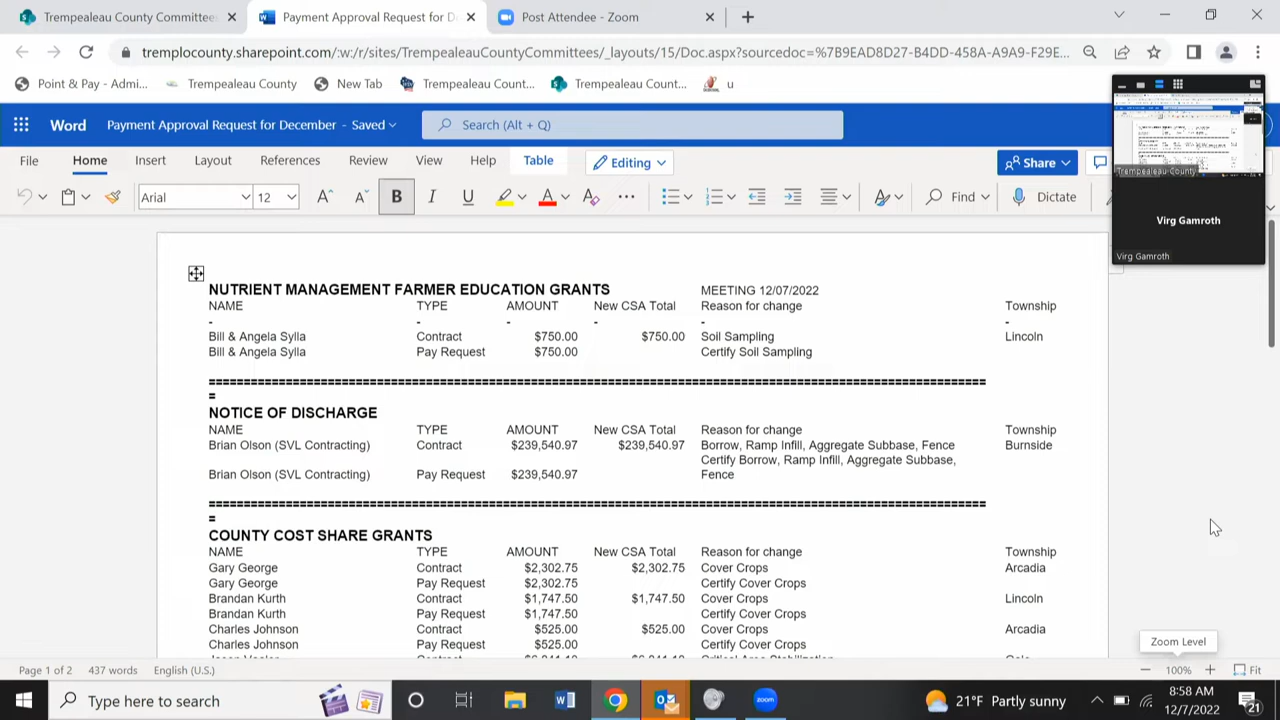 Trempealeau County Committee
Payment Approval Request for D
Post Attendee - Zoom
tremplocounty.sharepoint.com/:w:/r/sites/TrempealeauCountyCommittees/_layouts/15/Doc.aspx?sourcedoc=%7B9EAD8D27-B4DD-458A-A9A9-F29E...
Point & Pay - Admi...
Trempealeau County
New Tab
Trempealeau Coun...
Trempealeau Count...
u
Word
Payment Approval Request for December - Saved
Search (Alt + Q)
File Home Insert Layout References Review View Help Table
Editing
Share
Arial 12 A A B I U A
Find
Dictate
Trempealeau County
Virg Gamroth
Virg Gamroth
NUTRIENT MANAGEMENT FARMER EDUCATION GRANTS MEETING 12/07/2022
NAME TYPE AMOUNT New CSA Total Reason for change Township
- - - - - -
Bill & Angela Sylla Contract $750.00 $750.00 Soil Sampling Lincoln
Bill & Angela Sylla Pay Request $750.00 Certify Soil Sampling
=====================================================================================
=
NOTICE OF DISCHARGE
NAME TYPE AMOUNT New CSA Total Reason for change Township
Brian Olson (SVL Contracting) Contract $239,540.97 $239,540.97 Borrow, Ramp Infill, Aggregate Subbase, Fence Burnside
Certify Borrow, Ramp Infill, Aggregate Subbase,
Brian Olson (SVL Contracting) Pay Request $239,540.97 Fence
=====================================================================================
=
COUNTY COST SHARE GRANTS
NAME TYPE AMOUNT New CSA Total Reason for change Township
Gary George Contract $2,302.75 $2,302.75 Cover Crops Arcadia
Gary George Pay Request $2,302.75 Certify Cover Crops
Brandan Kurth Contract $1,747.50 $1,747.50 Cover Crops Lincoln
Brandan Kurth Pay Request $1,747.50 Certify Cover Crops
Charles Johnson Contract $525.00 $525.00 Cover Crops Arcadia
Charles Johnson Pay Request $525.00 Certify Cover Crops
Zoom Level
Page 1 of 2 437 words English (U.S.)
100% Fit
Type here to search
zoom
21°F Partly sunny
8:58 AM
12/7/2022
21